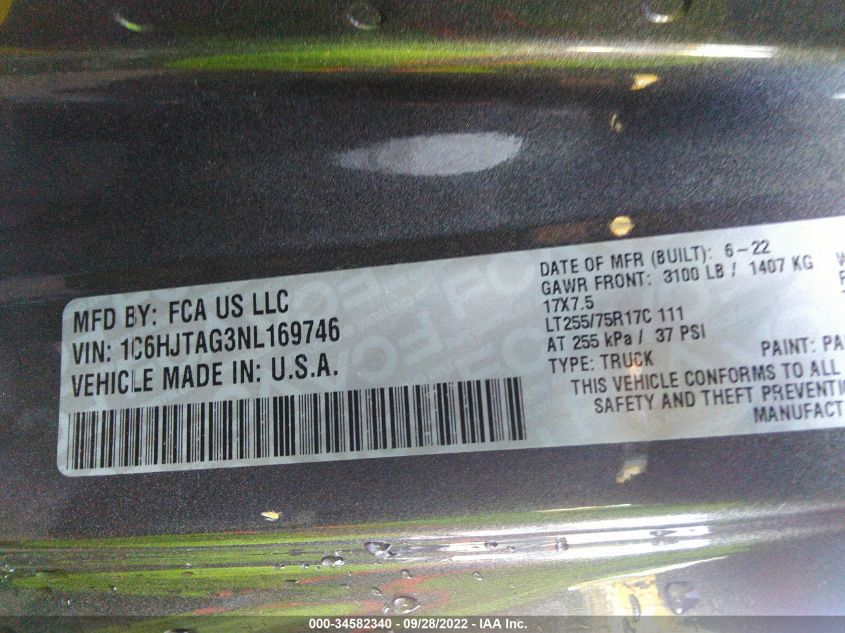 MFD BY: FCA US LLC
VIN: 1C6HJTAG3NL169746
VEHICLE MADE IN: U.S.A.
DATE OF MFR (BUILT): 6-22
GAWR FRONT: 3100 LB / 1407 KG
17X7.5
LT255/75R17C 111
AT 255 kPa / 37 PSI
TYPE: TRUCK
PAINT: PA
THIS VEHICLE CONFORMS TO ALL
SAFETY AND THEFT PREVENTIO
MANUFACT
000-34582340 - 09/28/2022 - IAA Inc.